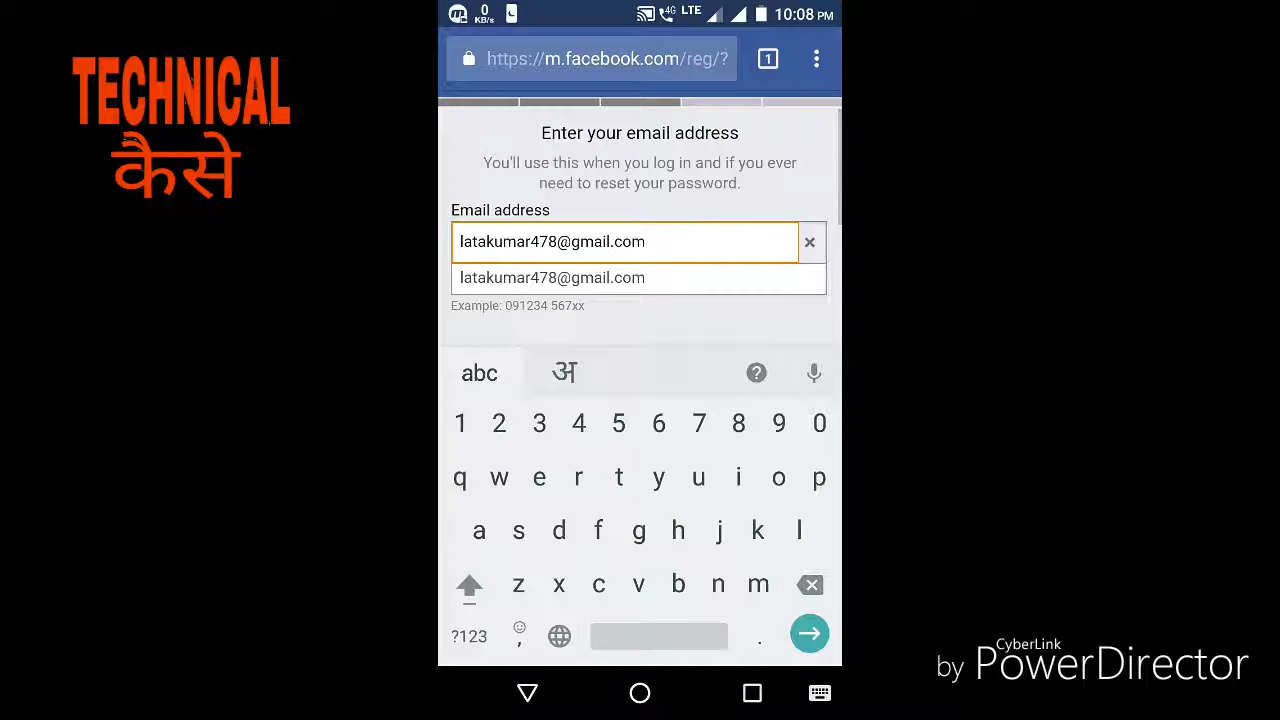 TECHNICAL
कैसे
0
KB/s
4G
LTE
10:08 PM
https://m.facebook.com/reg/?
1
Enter your email address
You'll use this when you log in and if you ever
need to reset your password.
Email address
latakumar478@gmail.com
latakumar478@gmail.com
Example: 091234 567xx
abc अ
1 2 3 4 5 6 7 8 9 0
q w e r t y u i o p
a s d f g h j k l
z x c v b n m
?123 , .
CyberLink
by PowerDirector